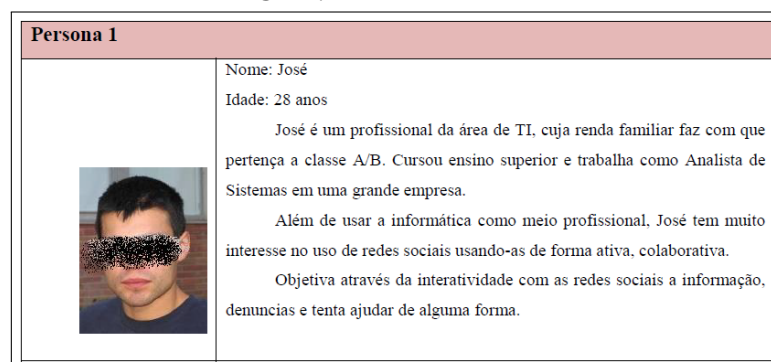 Persona 1
Nome: José
Idade: 28 anos
José é um profissional da área de TI, cuja renda familiar faz com que
pertença a classe A/B. Cursou ensino superior e trabalha como Analista de
Sistemas em uma grande empresa.
Além de usar a informática como meio profissional, José tem muito
interesse no uso de redes sociais usando-as de forma ativa, colaborativa.
Objetiva através da interatividade com as redes sociais a informação,
denuncias e tenta ajudar de alguma forma.